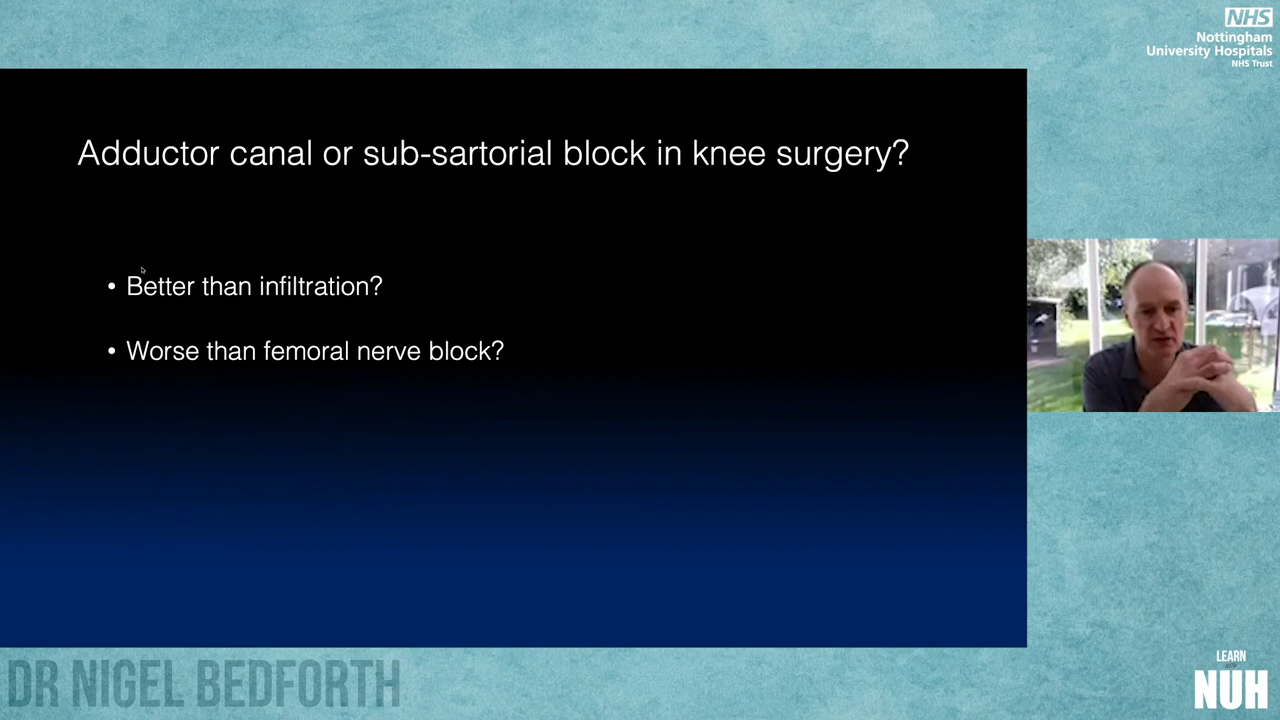 NHS
Nottingham
University Hospitals
NHS Trust
Adductor canal or sub-sartorial block in knee surgery?
• Better than infiltration?
• Worse than femoral nerve block?
DR NIGEL BEDFORTH
LEARN
NUH